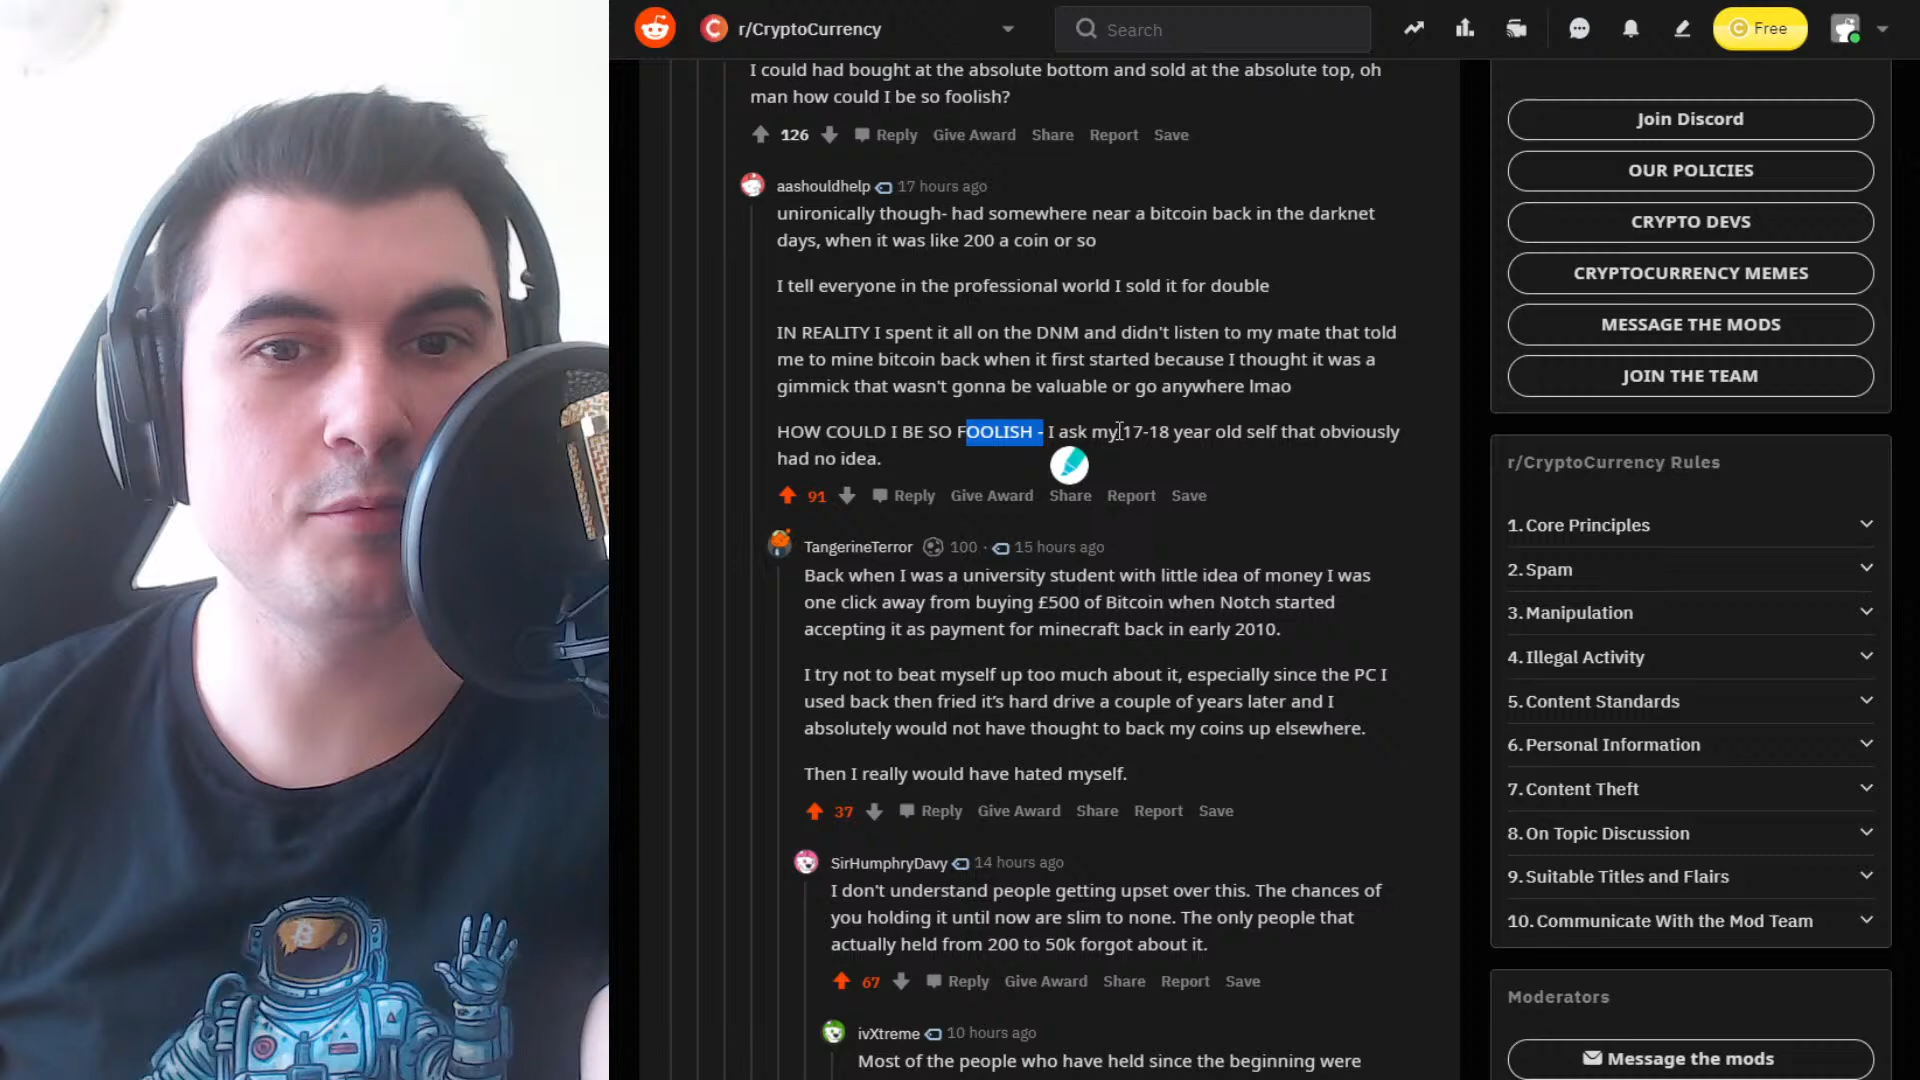 r/CryptoCurrency
Search
Free
I could had bought at the absolute bottom and sold at the absolute top, oh
man how could I be so foolish?
126 Reply Give Award Share Report Save
aashouldhelp 17 hours ago
unironically though- had somewhere near a bitcoin back in the darknet
days, when it was like 200 a coin or so
I tell everyone in the professional world I sold it for double
IN REALITY I spent it all on the DNM and didn't listen to my mate that told
me to mine bitcoin back when it first started because I thought it was a
gimmick that wasn't gonna be valuable or go anywhere lmao
HOW COULD I BE SO FOOLISH - I ask my 17-18 year old self that obviously
had no idea.
91 Reply Give Award Share Report Save
TangerineTerror 100 · 15 hours ago
Back when I was a university student with little idea of money I was
one click away from buying £500 of Bitcoin when Notch started
accepting it as payment for minecraft back in early 2010.
I try not to beat myself up too much about it, especially since the PC I
used back then fried it's hard drive a couple of years later and I
absolutely would not have thought to back my coins up elsewhere.
Then I really would have hated myself.
37 Reply Give Award Share Report Save
SirHumphryDavy 14 hours ago
I don't understand people getting upset over this. The chances of
you holding it until now are slim to none. The only people that
actually held from 200 to 50k forgot about it.
67 Reply Give Award Share Report Save
ivXtreme 10 hours ago
Most of the people who have held since the beginning were
Join Discord
OUR POLICIES
CRYPTO DEVS
CRYPTOCURRENCY MEMES
MESSAGE THE MODS
JOIN THE TEAM
r/CryptoCurrency Rules
1. Core Principles
2. Spam
3. Manipulation
4. Illegal Activity
5. Content Standards
6. Personal Information
7. Content Theft
8. On Topic Discussion
9. Suitable Titles and Flairs
10. Communicate With the Mod Team
Moderators
Message the mods